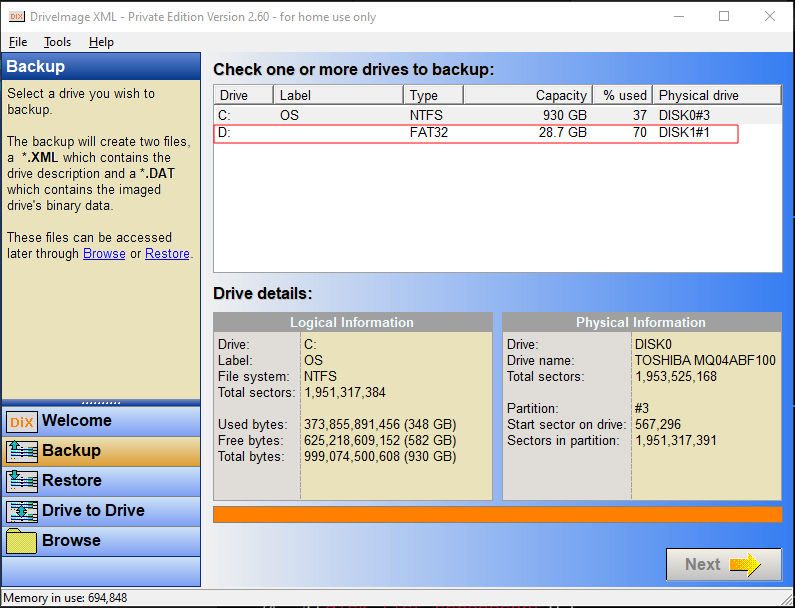 DriveImage XML - Private Edition Version 2.60 - for home use only
File Tools Help
Backup
Select a drive you wish to
backup.
The backup will create two files,
a *.XML which contains the
drive description and a *.DAT
which contains the imaged
drive's binary data.
These files can be accessed
later through Browse or Restore.
DiX Welcome
Backup
Restore
Drive to Drive
Browse
Check one or more drives to backup:
Drive Label Type Capacity % used Physical drive
C: OS NTFS 930 GB 37 DISK0#3
D: FAT32 28.7 GB 70 DISK1#1
Drive details:
Logical Information
Drive: C:
Label: OS
File system: NTFS
Total sectors: 1,951,317,384
Used bytes: 373,855,891,456 (348 GB)
Free bytes: 625,218,609,152 (582 GB)
Total bytes: 999,074,500,608 (930 GB)
Physical Information
Drive: DISK0
Drive name: TOSHIBA MQ04ABF100
Total sectors: 1,953,525,168
Partition: #3
Start sector on drive: 567,296
Sectors in partition: 1,951,317,391
Next
Memory in use: 694,848